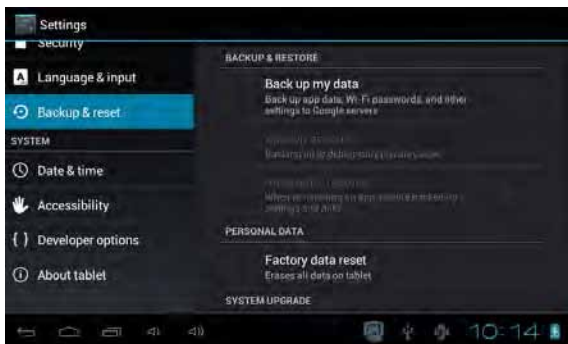 Settings
Security
Language & input
Backup & reset
SYSTEM
Date & time
Accessibility
Developer options
About tablet
BACKUP & RESTORE
Back up my data
Back up app data, Wi-Fi passwords, and other
settings to Google servers
PERSONAL DATA
Factory data reset
Erases all data on tablet
SYSTEM UPGRADE
10:14